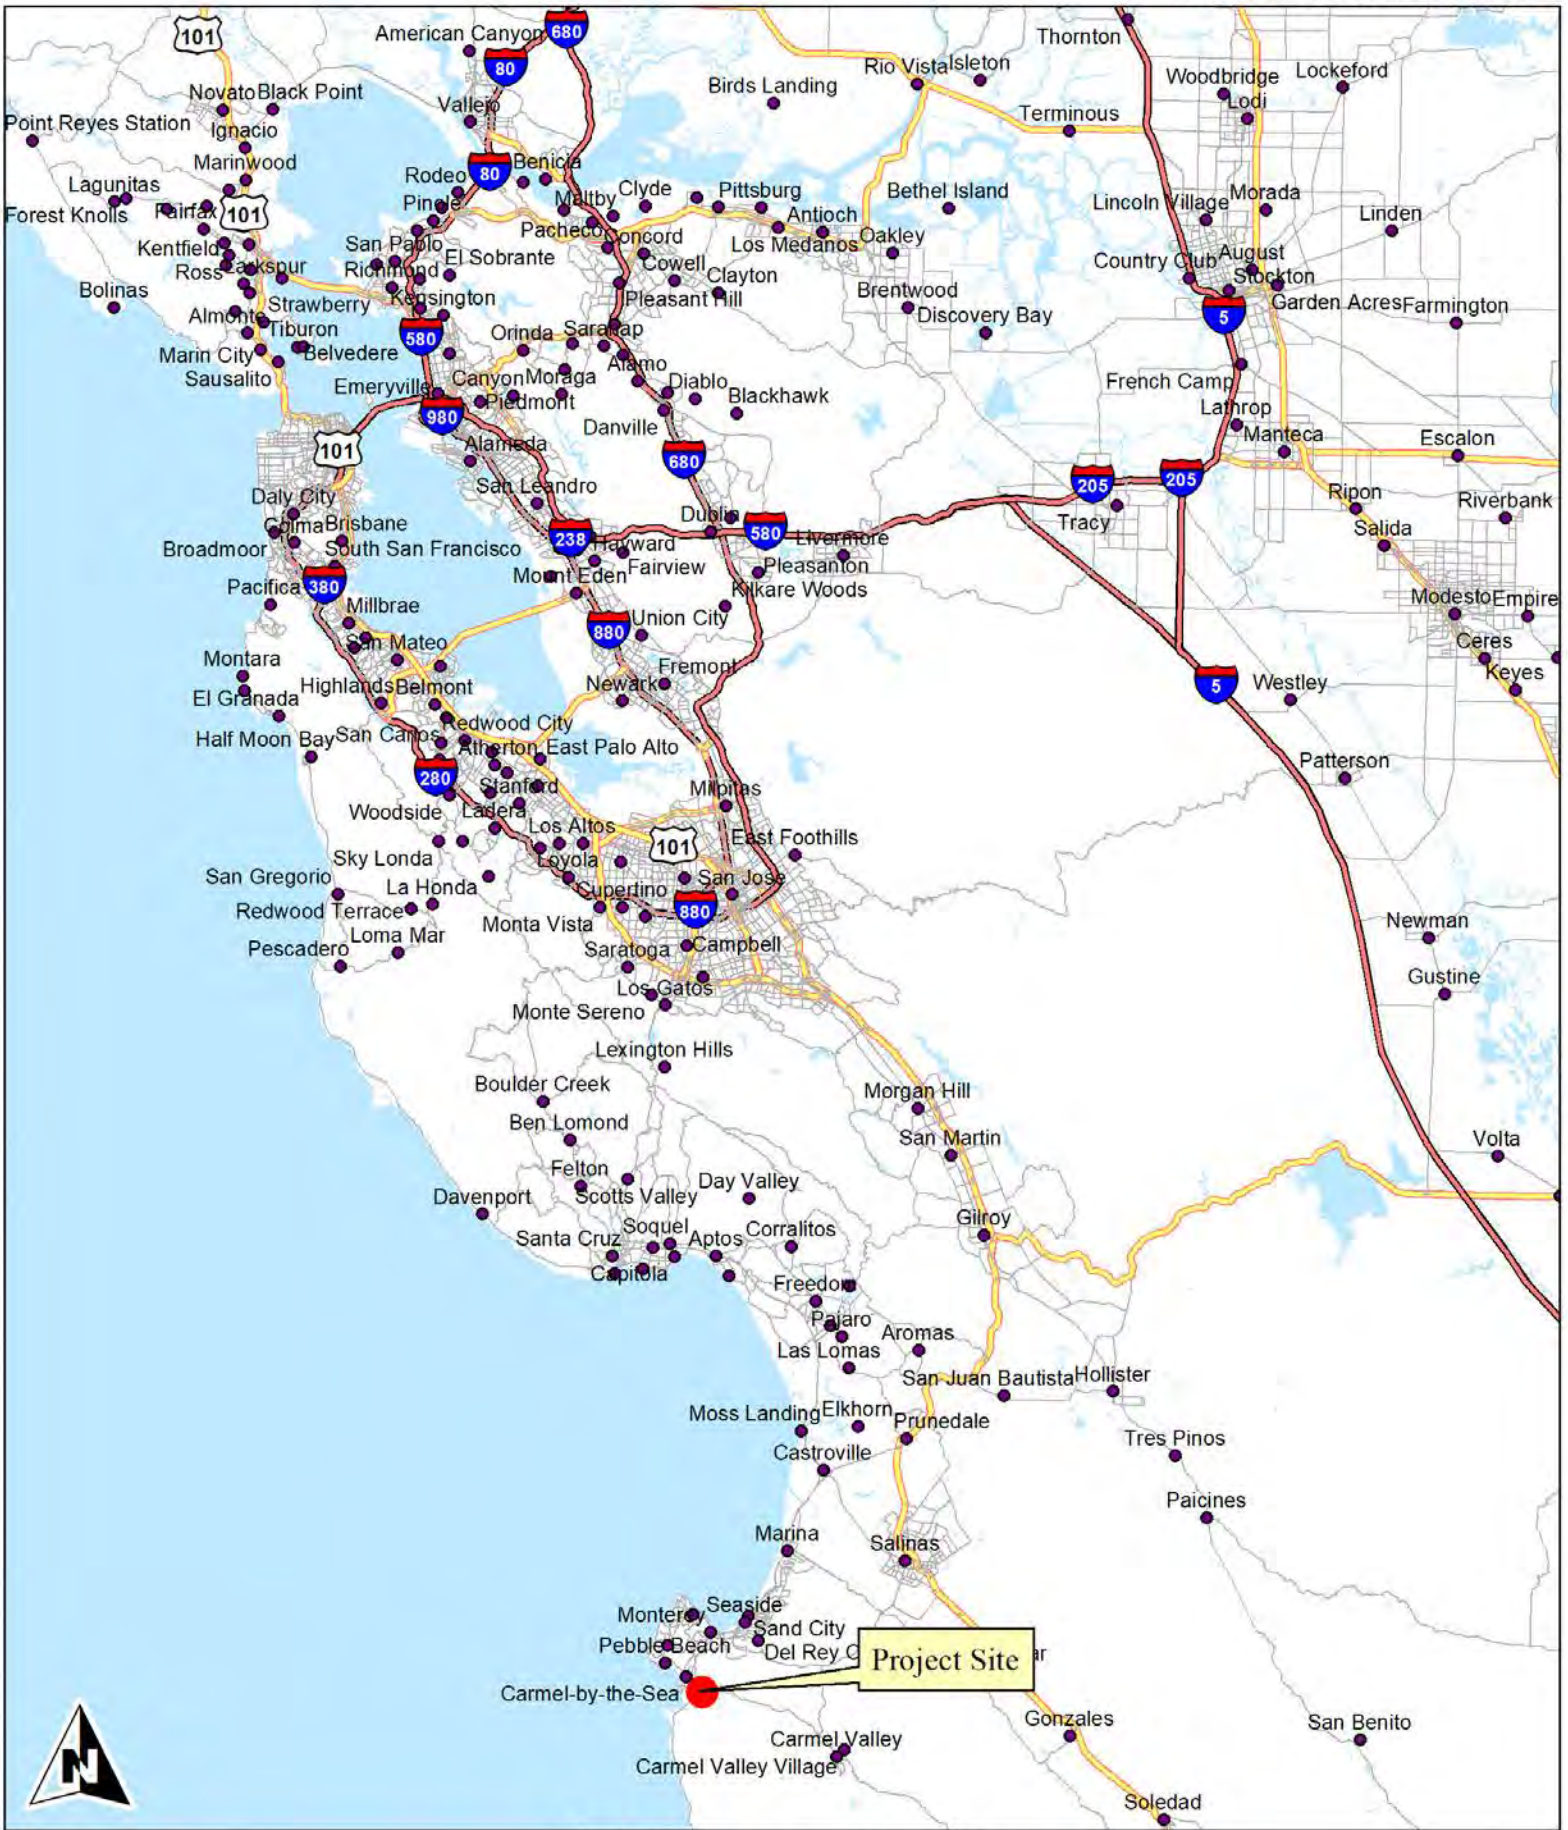 101
680
American Canyon
80
Thornton
Rio Vista
Isleton
Woodbridge
Lockeford
Birds Landing
Novato
Black Point
Vallejo
Lodi
Terminous
Point Reyes Station
Ignacio
Marinwood
80
Benicia
Rodeo
Lagunitas
Maltby
Clyde
Pittsburg
Bethel Island
Morada
Lincoln Village
Forest Knolls
Fairfax
101
Pinole
Pacheco
Antioch
Linden
Concord
Los Medanos
Oakley
Kentfield
San Pablo
El Sobrante
August
Ross
Larkspur
Richmond
Cowell
Clayton
Country Club
Stockton
Bolinas
Strawberry
Kensington
Pleasant Hill
Brentwood
Garden Acres
Farmington
Almonte
Tiburon
Discovery Bay
5
580
Orinda
Saranap
Marin City
Belvedere
Alamo
Sausalito
Emeryville
Canyon
Moraga
Diablo
French Camp
Piedmont
Blackhawk
980
Danville
Lathrop
Alameda
Manteca
Escalon
101
680
205
205
San Leandro
Daly City
Ripon
Riverbank
Colma
Brisbane
Dublin
Tracy
Salida
580
Broadmoor
South San Francisco
238
Hayward
Livermore
Fairview
Pleasanton
Pacifica
380
Mount Eden
Kilkare Woods
Millbrae
Modesto
Empire
Union City
880
San Mateo
Ceres
Montara
Fremont
Keyes
Highlands
Belmont
Newark
5
Westley
El Granada
Redwood City
Half Moon Bay
San Carlos
Atherton
East Palo Alto
Patterson
280
Stanford
Milpitas
Woodside
Ladera
Los Altos
101
East Foothills
Sky Londa
Loyola
San Gregorio
La Honda
Cupertino
San Jose
Redwood Terrace
880
Monta Vista
Newman
Loma Mar
Pescadero
Saratoga
Campbell
Gustine
Los Gatos
Monte Sereno
Lexington Hills
Boulder Creek
Morgan Hill
Ben Lomond
San Martin
Volta
Felton
Day Valley
Davenport
Scotts Valley
Gilroy
Soquel
Corralitos
Santa Cruz
Aptos
Capitola
Freedom
Pajaro
Aromas
Las Lomas
San Juan Bautista
Hollister
Moss Landing
Elkhorn
Prunedale
Castroville
Tres Pinos
Paicines
Marina
Salinas
Seaside
Monterey
Sand City
Pebble Beach
Del Rey
Project Site
Carmel-by-the-Sea
Gonzales
San Benito
Carmel Valley
Carmel Valley Village
N
Soledad